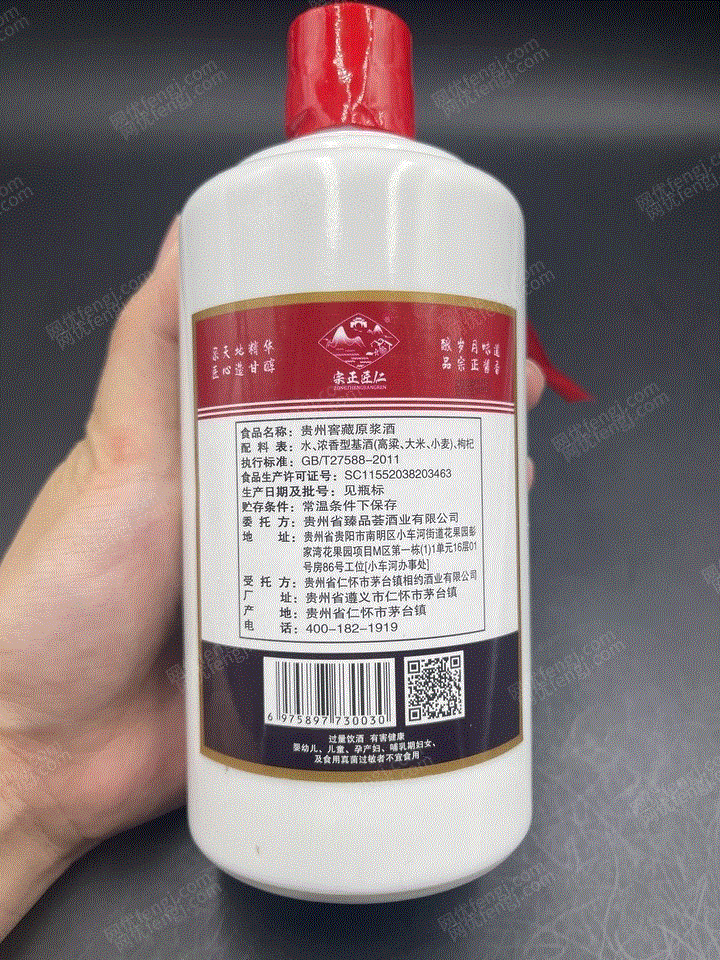 宗天地精华
匠心造甘醇
酿岁月味道
品宗正酱香
宗正匠仁
ZONGZHENGJIANGREN
食品名称：贵州窖藏原浆酒
配料表：水、浓香型基酒(高粱、大米、小麦)、枸杞
执行标准：GB/T27588-2011
食品生产许可证号：SC11552038203463
生产日期及批号：见瓶标
贮存条件：常温条件下保存
委托方：贵州省臻品荟酒业有限公司
地址：贵州省贵阳市南明区小车河街道花果园彭
家湾花果园项目M区第一栋(1)1单元16层01
号房86号工位[小车河办事处]
受托方：贵州省仁怀市茅台镇相约酒业有限公司
厂址：贵州省遵义市仁怀市茅台镇
产地：贵州省仁怀市茅台镇
电话：400-182-1919
6 975897 730030
过量饮酒 有害健康
婴幼儿、儿童、孕产妇、哺乳期妇女、
及食用真菌过敏者不宜食用
网优fengj.com